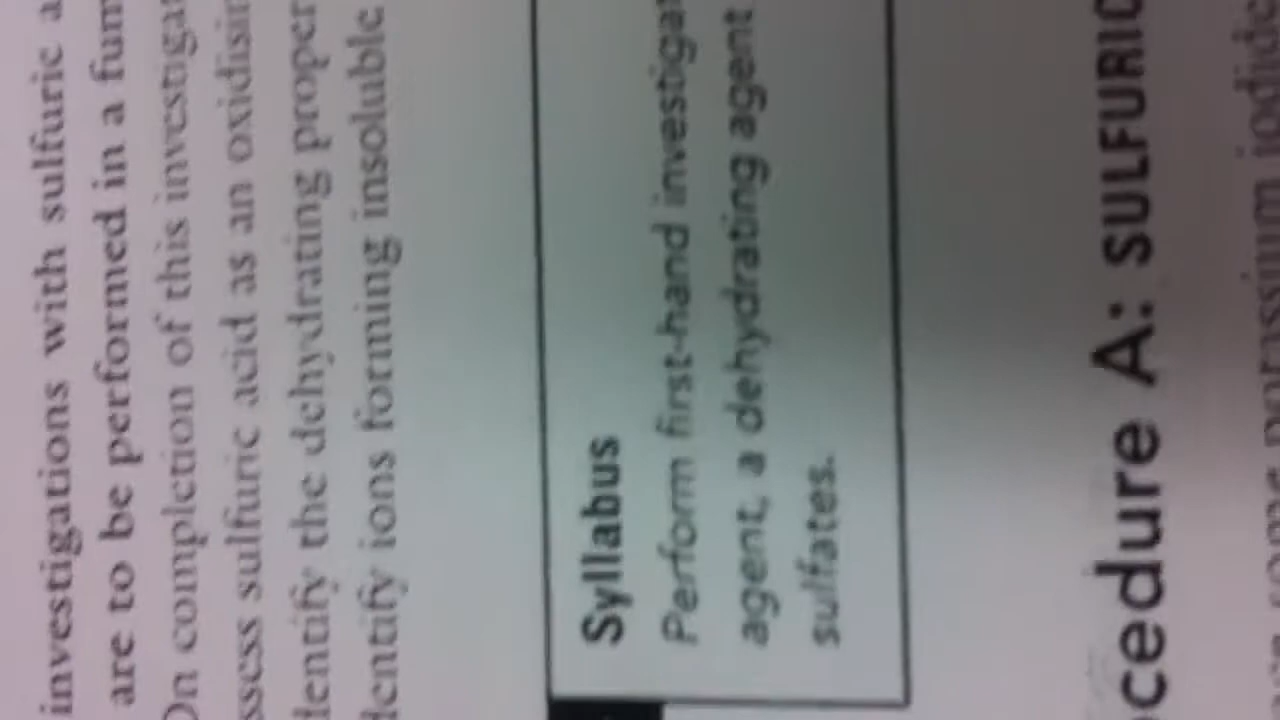 investigations with sulfuric a
are to be performed in a fum
On completion of this investigat
ssess sulfuric acid as an oxidisin
dentify the dehydrating proper
dentify ions forming insoluble
Syllabus
Perform first-hand investigat
agent, a dehydrating agent
sulfates.
cedure A: SULFURIC
potassium iodide